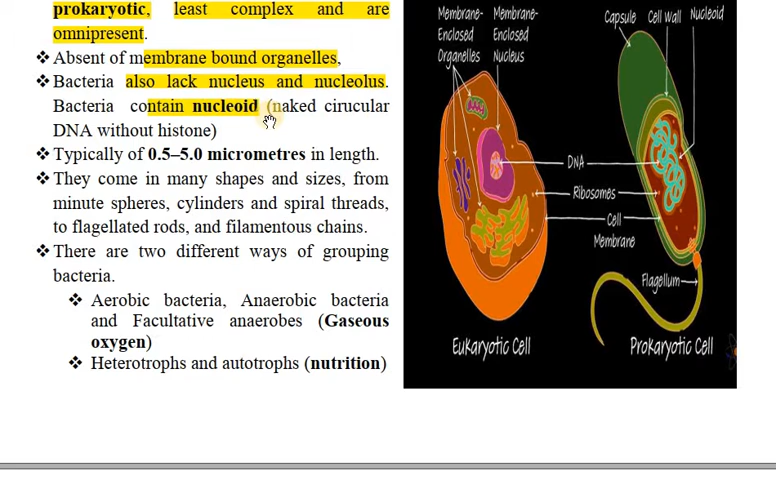 prokaryotic, least complex and are
omnipresent.
❖ Absent of membrane bound organelles,
❖ Bacteria also lack nucleus and nucleolus.
Bacteria contain nucleoid (naked cirucular
DNA without histone)
❖ Typically of 0.5–5.0 micrometres in length.
❖ They come in many shapes and sizes, from
minute spheres, cylinders and spiral threads,
to flagellated rods, and filamentous chains.
❖ There are two different ways of grouping
bacteria.
❖ Aerobic bacteria, Anaerobic bacteria
and Facultative anaerobes (Gaseous
oxygen)
❖ Heterotrophs and autotrophs (nutrition)
Membrane-
Enclosed
Organelles
Membrane-
Enclosed
Nucleus
Capsule
Cell Wall
Nucleoid
DNA
Ribosomes
Cell
Membrane
Flagellum
Eukaryotic Cell
Prokaryotic Cell